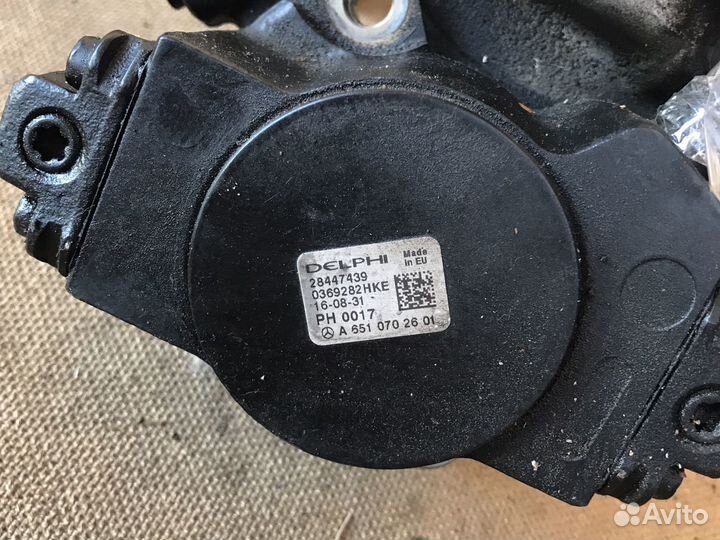 DELPHI Made in EU
28447439
0369282HKE
16-08-31
PH 0017
A 651 070 26 01
Avito